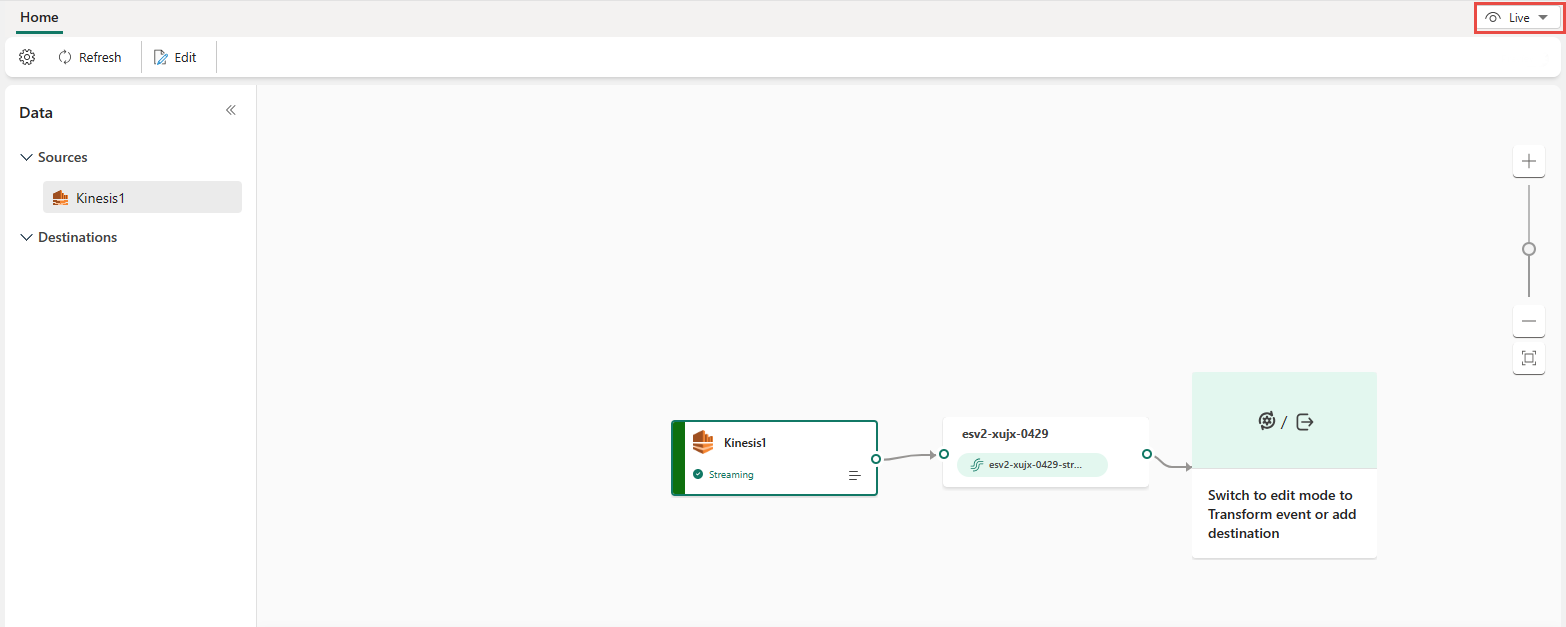 Home
Live
Refresh
Edit
Data
Sources
Kinesis1
Destinations
Kinesis1
Streaming
esv2-xujx-0429
esv2-xujx-0429-str...
/
Switch to edit mode to
Transform event or add
destination